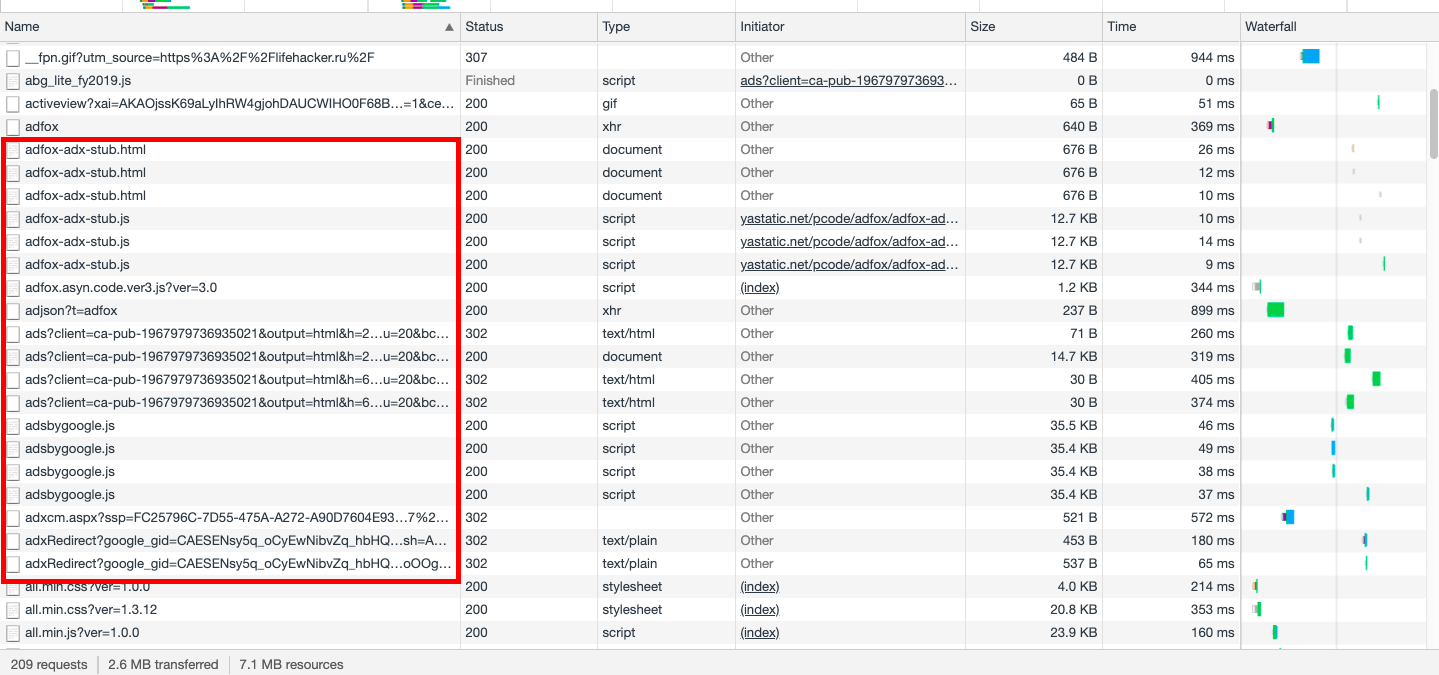 Name ▲ Status Type Initiator Size Time Waterfall
__fpn.gif?utm_source=https%3A%2F%2Flifehacker.ru%2F 307 Other 484 B 944 ms
abg_lite_fy2019.js Finished script ads?client=ca-pub-196797973693… 0 B 0 ms
activeview?xai=AKAOjssK69aLyIhRW4gjohDAUCWIHO0F68B…=1&ce… 200 gif Other 65 B 51 ms
adfox 200 xhr Other 640 B 369 ms
adfox-adx-stub.html 200 document Other 676 B 26 ms
adfox-adx-stub.html 200 document Other 676 B 12 ms
adfox-adx-stub.html 200 document Other 676 B 10 ms
adfox-adx-stub.js 200 script yastatic.net/pcode/adfox/adfox-ad… 12.7 KB 10 ms
adfox-adx-stub.js 200 script yastatic.net/pcode/adfox/adfox-ad… 12.7 KB 14 ms
adfox-adx-stub.js 200 script yastatic.net/pcode/adfox/adfox-ad… 12.7 KB 9 ms
adfox.asyn.code.ver3.js?ver=3.0 200 script (index) 1.2 KB 344 ms
adjson?t=adfox 200 xhr Other 237 B 899 ms
ads?client=ca-pub-1967979736935021&output=html&h=2…u=20&bc… 302 text/html Other 71 B 260 ms
ads?client=ca-pub-1967979736935021&output=html&h=2…u=20&bc… 200 document Other 14.7 KB 319 ms
ads?client=ca-pub-1967979736935021&output=html&h=6…u=20&bc… 302 text/html Other 30 B 405 ms
ads?client=ca-pub-1967979736935021&output=html&h=6…u=20&bc… 302 text/html Other 30 B 374 ms
adsbygoogle.js 200 script Other 35.5 KB 46 ms
adsbygoogle.js 200 script Other 35.4 KB 49 ms
adsbygoogle.js 200 script Other 35.4 KB 38 ms
adsbygoogle.js 200 script Other 35.4 KB 37 ms
adxcm.aspx?ssp=FC25796C-7D55-475A-A272-A90D7604E93…7%2… 302 Other 521 B 572 ms
adxRedirect?google_gid=CAESENsy5q_oCyEwNibvZq_hbHQ…sh=A… 302 text/plain Other 453 B 180 ms
adxRedirect?google_gid=CAESENsy5q_oCyEwNibvZq_hbHQ…oOOg… 302 text/plain Other 537 B 65 ms
all.min.css?ver=1.0.0 200 stylesheet (index) 4.0 KB 214 ms
all.min.css?ver=1.3.12 200 stylesheet (index) 20.8 KB 353 ms
all.min.js?ver=1.0.0 200 script (index) 23.9 KB 160 ms
209 requests 2.6 MB transferred 7.1 MB resources